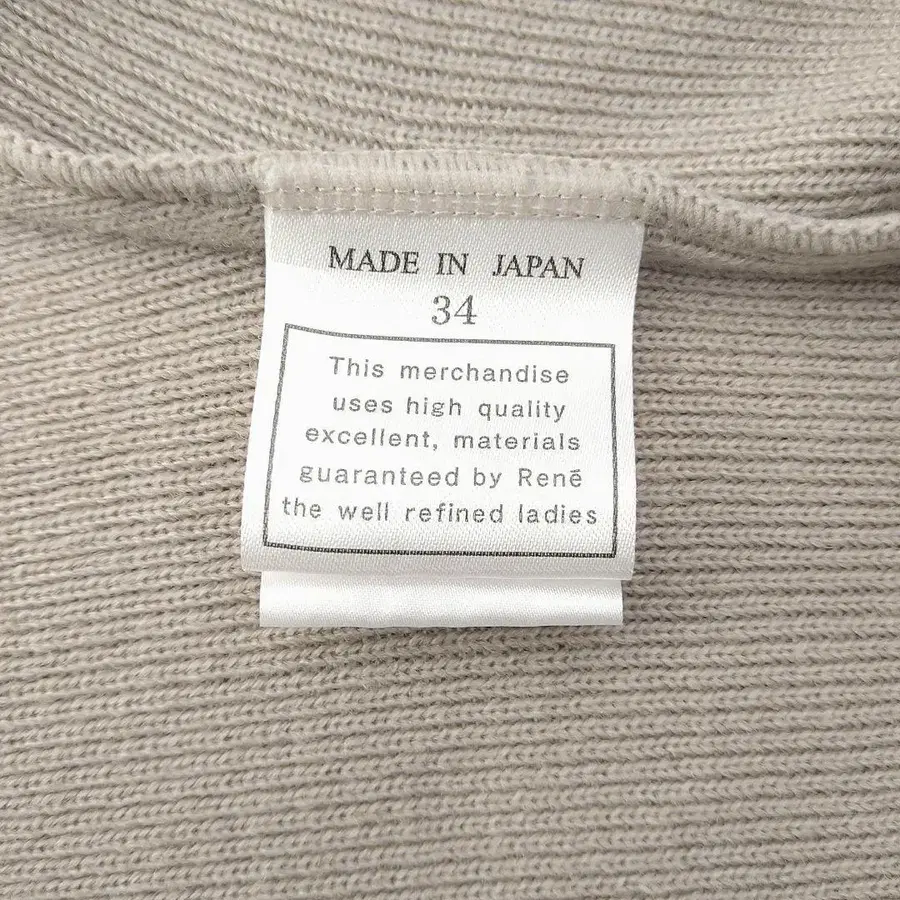 MADE IN JAPAN
34
This merchandise
uses high quality
excellent, materials
guaranteed by René
the well refined ladies